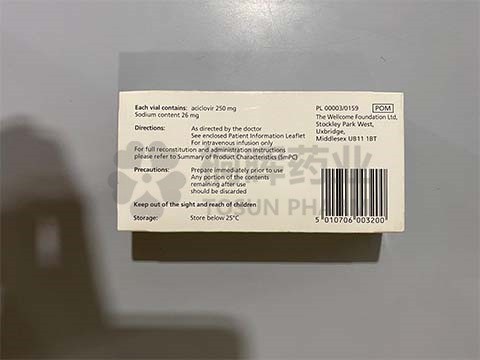 Each vial contains: aciclovir 250 mg
Sodium content 26 mg
Directions: As directed by the doctor
See enclosed Patient Information Leaflet
For intravenous infusion only
For full reconstitution and administration instructions
please refer to Summary of Product Characteristics (SmPC)
Precautions: Prepare immediately prior to use
Any portion of the contents
remaining after use
should be discarded
Keep out of the sight and reach of children
Storage: Store below 25°C
PL 00003/0159 POM
The Wellcome Foundation Ltd,
Stockley Park West,
Uxbridge,
Middlesex UB11 1BT
5 010706 003200
药业
TOSUN PHA